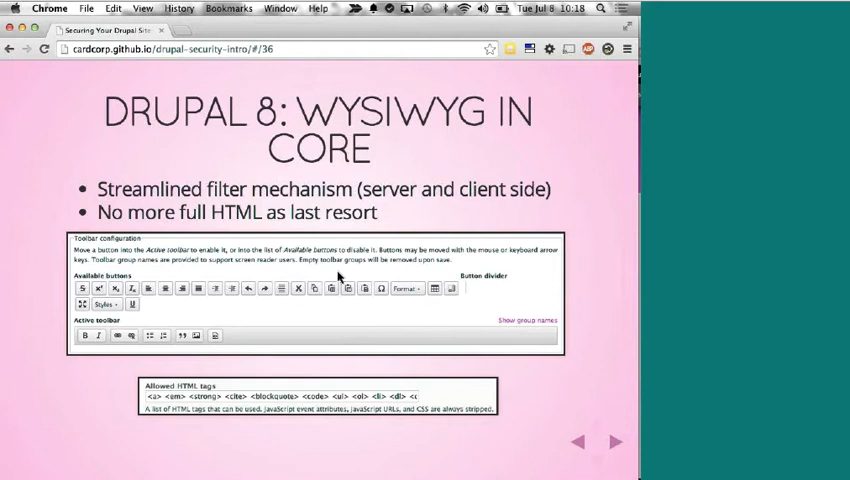 Chrome File Edit View History Bookmarks Window Help Tue Jul 8 10:18
Securing Your Drupal Site
cardcorp.github.io/drupal-security-intro/#/36
DRUPAL 8: WYSIWYG IN
CORE
• Streamlined filter mechanism (server and client side)
• No more full HTML as last resort
Toolbar configuration
Move a button into the Active toolbar to enable it, or into the list of Available buttons to disable it. Buttons may be moved with the mouse or keyboard arrow
keys. Toolbar group names are provided to support screen reader users. Empty toolbar groups will be removed upon save.
Available buttons Button divider
Format
Styles U
Active toolbar Show group names
B I
Allowed HTML tags
<a> <em> <strong> <cite> <blockquote> <code> <ul> <ol> <li> <dl> <c
A list of HTML tags that can be used. JavaScript event attributes, JavaScript URLs, and CSS are always stripped.